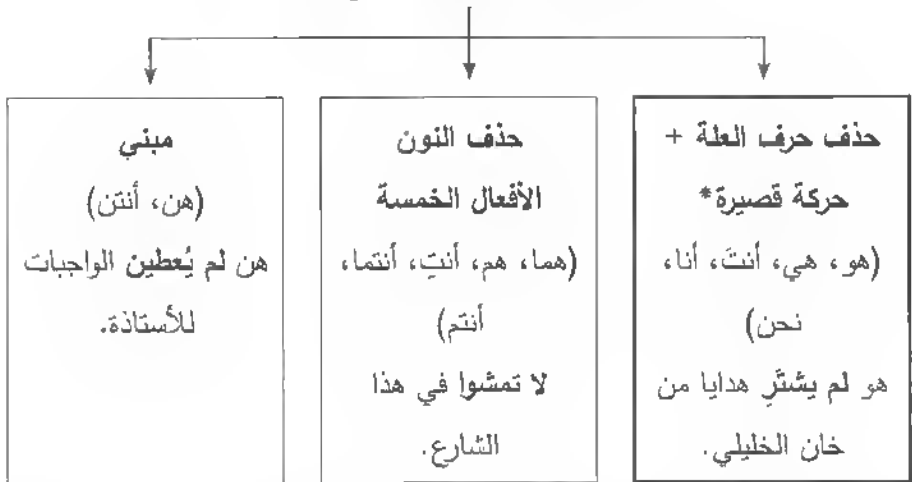 حذف حرف العلة +
حركة قصيرة*
(هو، هي، أنتَ، أنا،
نحن)
هو لم يشترِ هدايا من
خان الخليلي.
حذف النون
الأفعال الخمسة
(هما، هم، أنتِ، أنتما،
أنتم)
لا تمشوا في هذا
الشارع.
مبني
(هن، أنتن)
هن لم يُعطين الواجبات
للأستاذة.